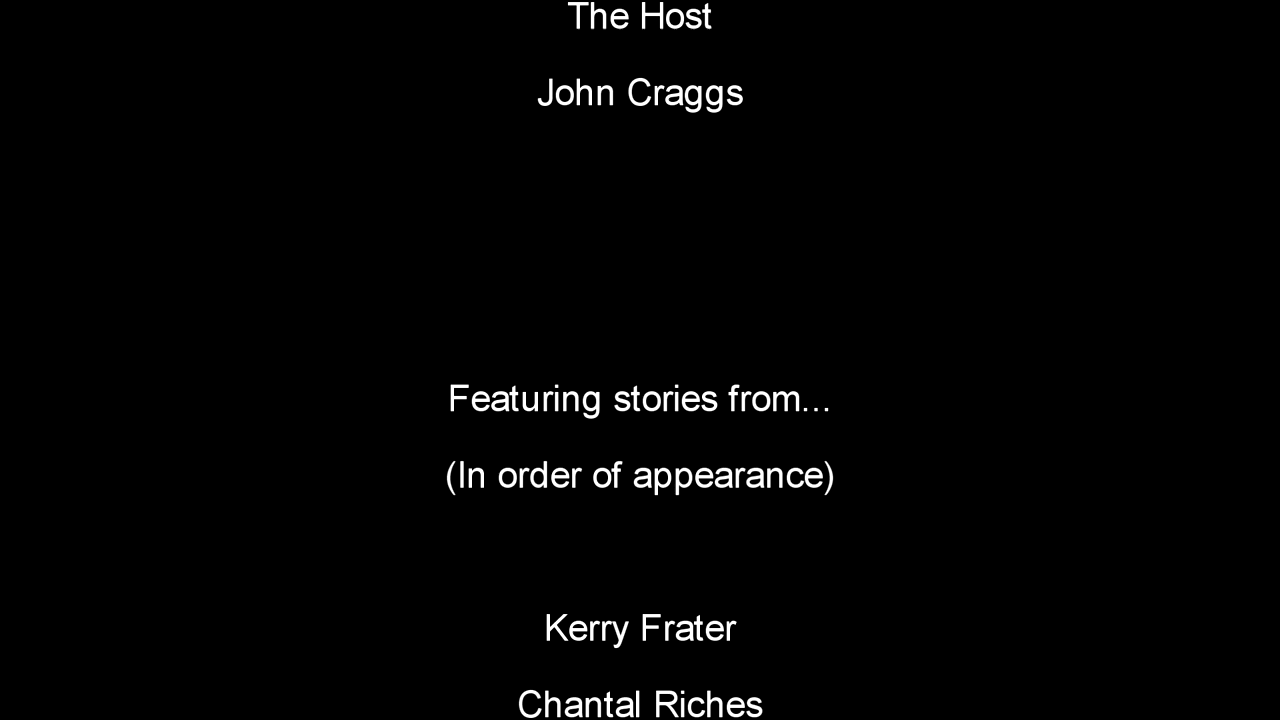 The Host
John Craggs
Featuring stories from...
(In order of appearance)
Kerry Frater
Chantal Riches